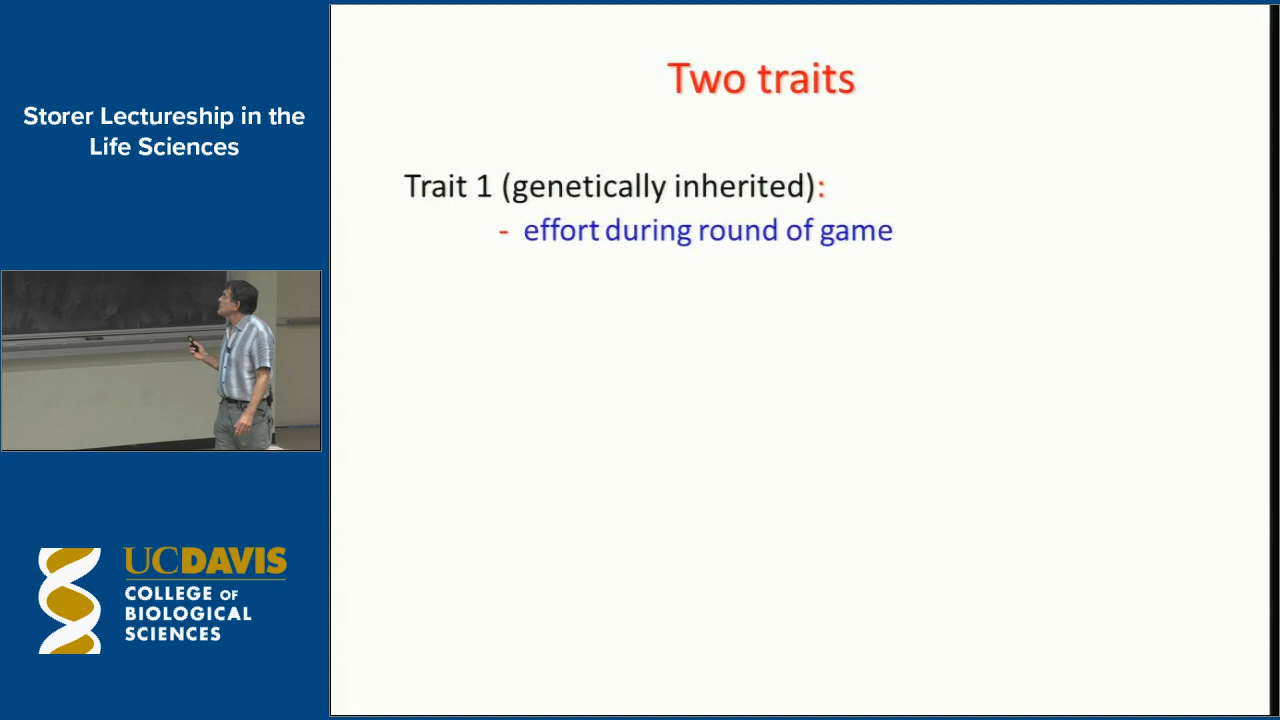 Storer Lectureship in the
Life Sciences
UCDAVIS
COLLEGE OF
BIOLOGICAL
SCIENCES
Two traits
Trait 1 (genetically inherited):
- effort during round of game